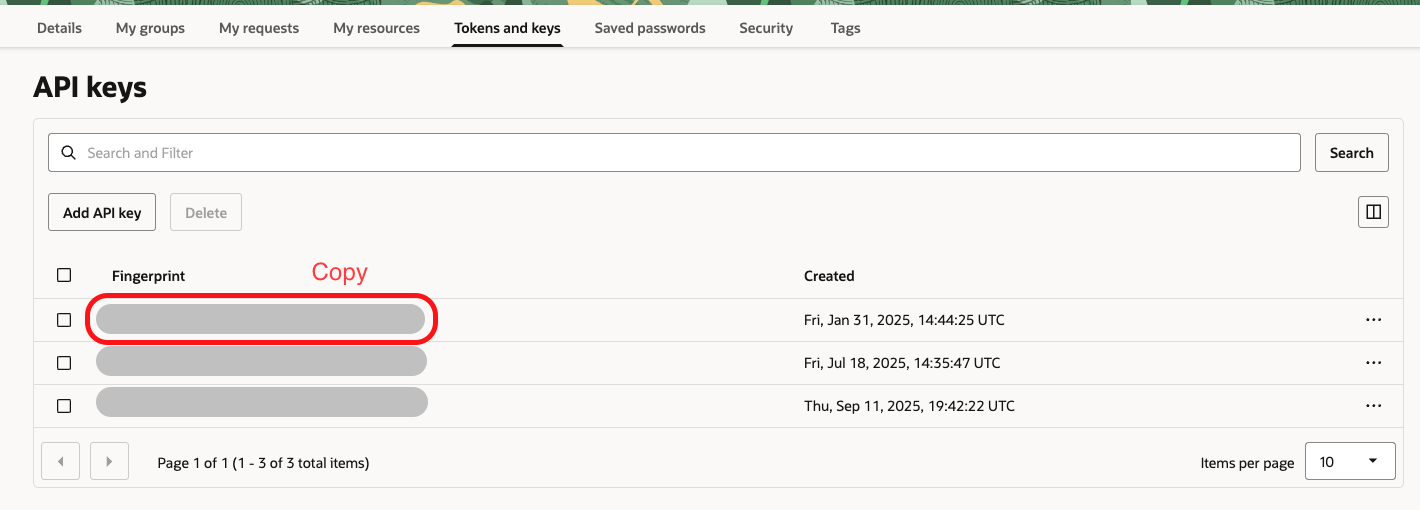 Details My groups My requests My resources Tokens and keys Saved passwords Security Tags
API keys
Search and Filter Search
Add API key Delete
Copy
Fingerprint Created
Fri, Jan 31, 2025, 14:44:25 UTC
Fri, Jul 18, 2025, 14:35:47 UTC
Thu, Sep 11, 2025, 19:42:22 UTC
Page 1 of 1 (1 - 3 of 3 total items) Items per page 10